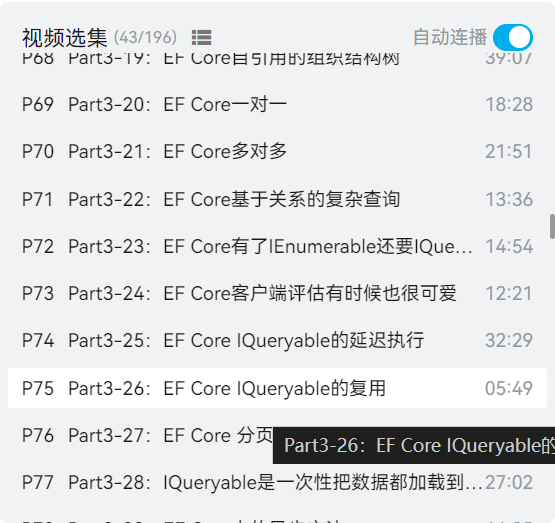 视频选集 (43/196) 自动连播
P68 Part3-19：EF Core自引用的组织结构树 39:07
P69 Part3-20：EF Core一对一 18:28
P70 Part3-21：EF Core多对多 21:51
P71 Part3-22：EF Core基于关系的复杂查询 13:36
P72 Part3-23：EF Core有了IEnumerable还要IQue... 14:54
P73 Part3-24：EF Core客户端评估有时候也很可爱 12:21
P74 Part3-25：EF Core IQueryable的延迟执行 32:29
P75 Part3-26：EF Core IQueryable的复用 05:49
P76 Part3-27：EF Core 分页
Part3-26：EF Core IQueryable的
P77 Part3-28：IQueryable是一次性把数据都加载到... 27:02